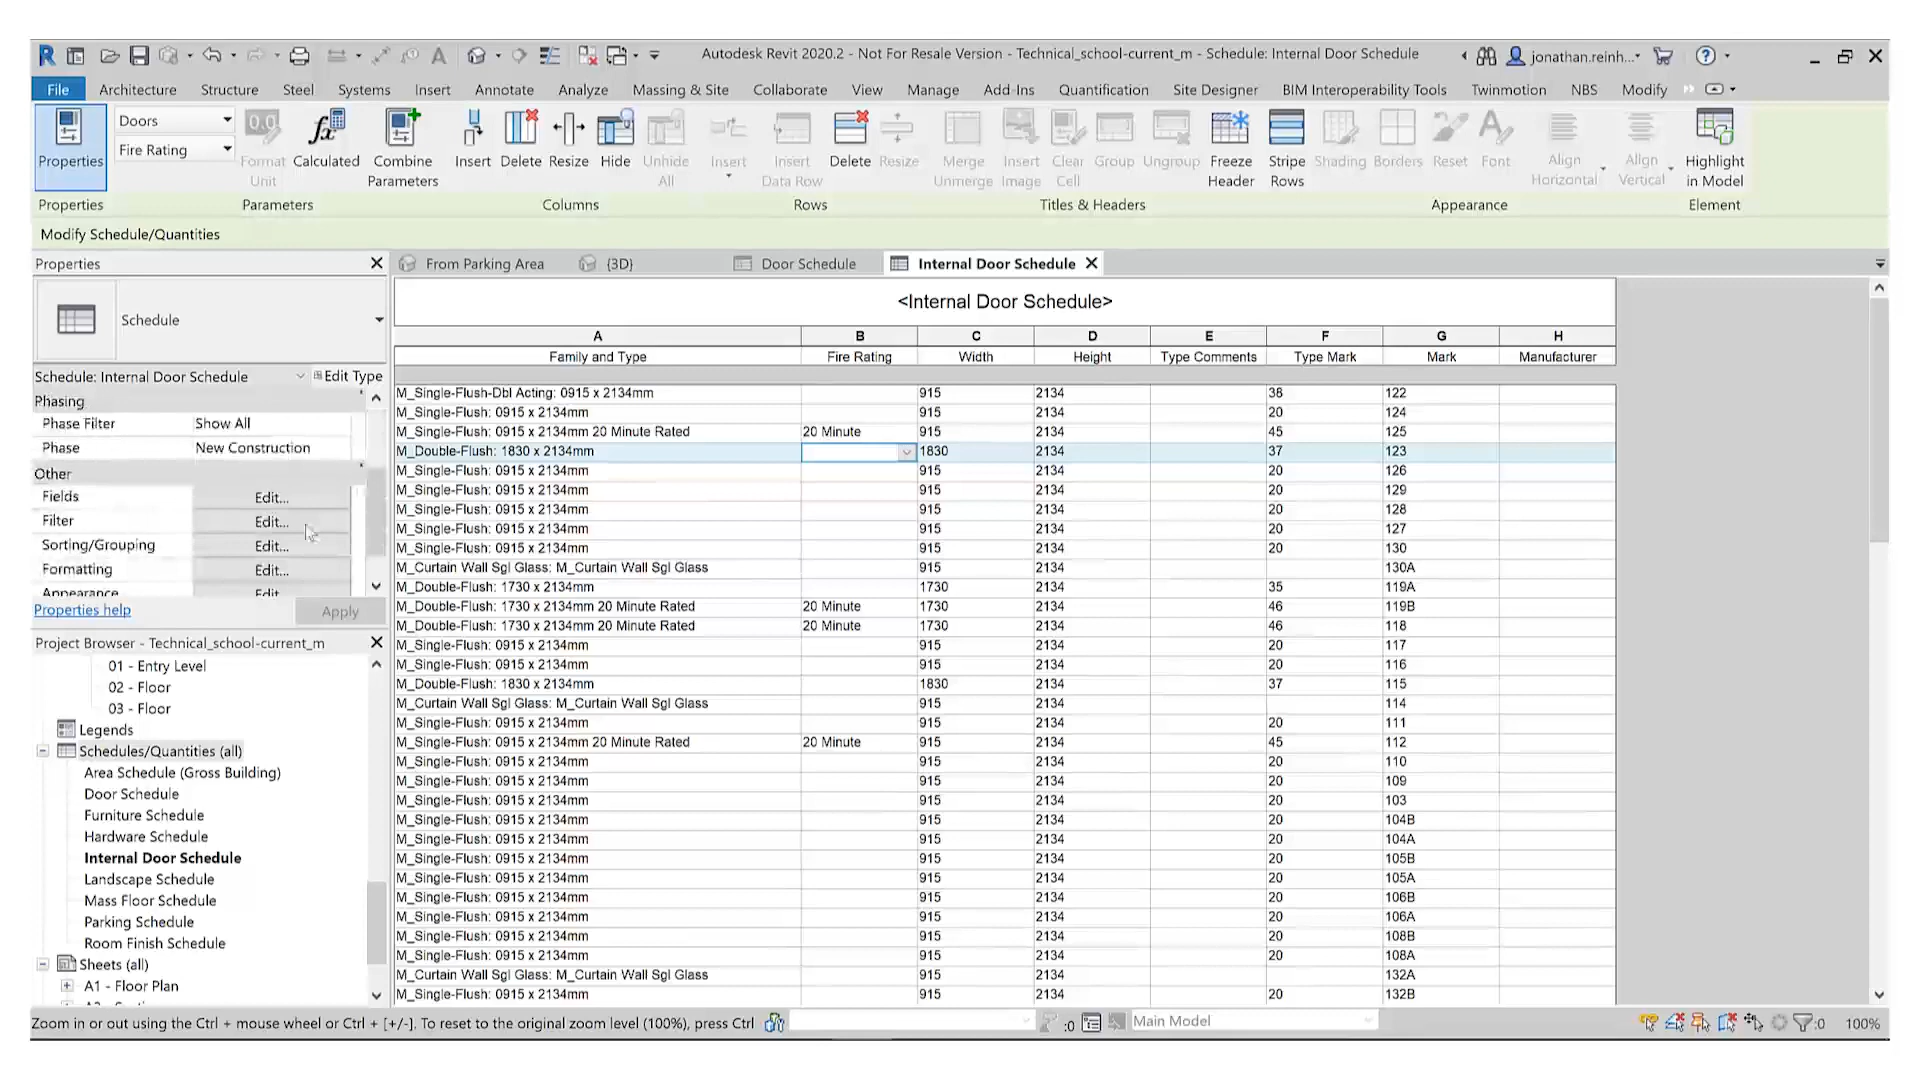 Autodesk Revit 2020.2 - Not For Resale Version - Technical_school-current_m - Schedule: Internal Door Schedule
jonathan.reinh...
File Architecture Structure Steel Systems Insert Annotate Analyze Massing & Site Collaborate View Manage Add-Ins Quantification Site Designer BIM Interoperability Tools Twinmotion NBS Modify
Properties
Doors
Fire Rating
Format Unit
Calculated
Combine Parameters
Insert
Delete
Resize
Hide
Unhide All
Insert
Insert Data Row
Delete
Resize
Merge Unmerge
Insert Image
Clear Cell
Group
Ungroup
Freeze Header
Stripe Rows
Shading
Borders
Reset
Font
Align Horizontal
Align Vertical
Highlight in Model
Properties Parameters Columns Rows Titles & Headers Appearance Element
Modify Schedule/Quantities
Properties
From Parking Area {3D} Door Schedule Internal Door Schedule
Schedule
Schedule: Internal Door Schedule Edit Type
Phasing
Phase Filter Show All
Phase New Construction
Other
Fields Edit...
Filter Edit...
Sorting/Grouping Edit...
Formatting Edit...
Appearance Edit
Properties help Apply
Project Browser - Technical_school-current_m
01 - Entry Level
02 - Floor
03 - Floor
Legends
Schedules/Quantities (all)
Area Schedule (Gross Building)
Door Schedule
Furniture Schedule
Hardware Schedule
Internal Door Schedule
Landscape Schedule
Mass Floor Schedule
Parking Schedule
Room Finish Schedule
Sheets (all)
A1 - Floor Plan
<Internal Door Schedule>
A B C D E F G H
Family and Type Fire Rating Width Height Type Comments Type Mark Mark Manufacturer
M_Single-Flush-Dbl Acting: 0915 x 2134mm 915 2134 38 122
M_Single-Flush: 0915 x 2134mm 915 2134 20 124
M_Single-Flush: 0915 x 2134mm 20 Minute Rated 20 Minute 915 2134 45 125
M_Double-Flush: 1830 x 2134mm 1830 2134 37 123
M_Single-Flush: 0915 x 2134mm 915 2134 20 126
M_Single-Flush: 0915 x 2134mm 915 2134 20 129
M_Single-Flush: 0915 x 2134mm 915 2134 20 128
M_Single-Flush: 0915 x 2134mm 915 2134 20 127
M_Single-Flush: 0915 x 2134mm 915 2134 20 130
M_Curtain Wall Sgl Glass: M_Curtain Wall Sgl Glass 915 2134 130A
M_Double-Flush: 1730 x 2134mm 1730 2134 35 119A
M_Double-Flush: 1730 x 2134mm 20 Minute Rated 20 Minute 1730 2134 46 119B
M_Double-Flush: 1730 x 2134mm 20 Minute Rated 20 Minute 1730 2134 46 118
M_Single-Flush: 0915 x 2134mm 915 2134 20 117
M_Single-Flush: 0915 x 2134mm 915 2134 20 116
M_Double-Flush: 1830 x 2134mm 1830 2134 37 115
M_Curtain Wall Sgl Glass: M_Curtain Wall Sgl Glass 915 2134 114
M_Single-Flush: 0915 x 2134mm 915 2134 20 111
M_Single-Flush: 0915 x 2134mm 20 Minute Rated 20 Minute 915 2134 45 112
M_Single-Flush: 0915 x 2134mm 915 2134 20 110
M_Single-Flush: 0915 x 2134mm 915 2134 20 109
M_Single-Flush: 0915 x 2134mm 915 2134 20 103
M_Single-Flush: 0915 x 2134mm 915 2134 20 104B
M_Single-Flush: 0915 x 2134mm 915 2134 20 104A
M_Single-Flush: 0915 x 2134mm 915 2134 20 105B
M_Single-Flush: 0915 x 2134mm 915 2134 20 105A
M_Single-Flush: 0915 x 2134mm 915 2134 20 106B
M_Single-Flush: 0915 x 2134mm 915 2134 20 106A
M_Single-Flush: 0915 x 2134mm 915 2134 20 108B
M_Single-Flush: 0915 x 2134mm 915 2134 20 108A
M_Curtain Wall Sgl Glass: M_Curtain Wall Sgl Glass 915 2134 132A
M_Single-Flush: 0915 x 2134mm 915 2134 20 132B
Zoom in or out using the Ctrl + mouse wheel or Ctrl + [+/-]. To reset to the original zoom level (100%), press Ctrl :0 Main Model :0 100%